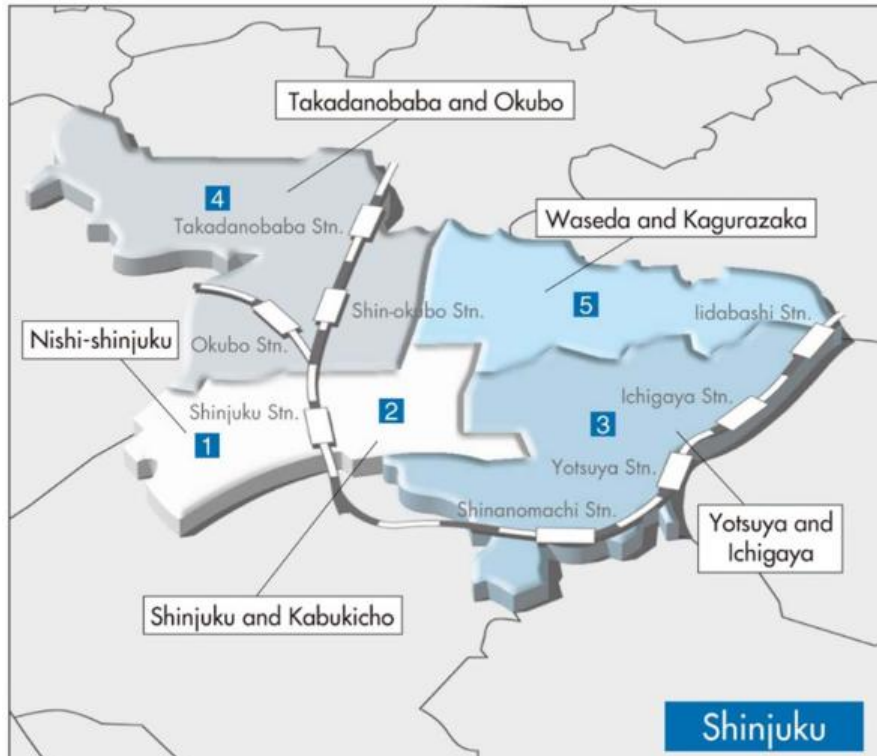 Takadanobaba and Okubo
4
Takadanobaba Stn.
Waseda and Kagurazaka
5
Shin-okubo Stn.
Iidabashi Stn.
Nishi-shinjuku
Okubo Stn.
Shinjuku Stn.
2
1
Ichigaya Stn.
3
Yotsuya Stn.
Shinanomachi Stn.
Yotsuya and
Ichigaya
Shinjuku and Kabukicho
Shinjuku